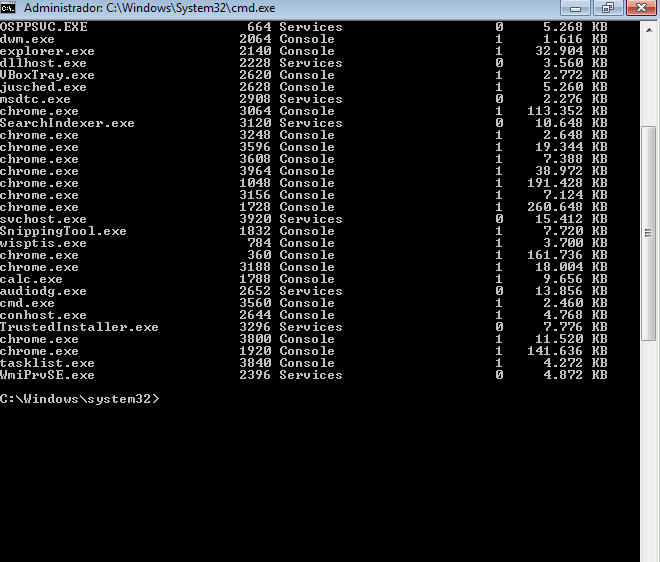 Administrador: C:\Windows\System32\cmd.exe
OSPPSVC.EXE 664 Services 0 5.268 KB
dwm.exe 2064 Console 1 1.616 KB
explorer.exe 2140 Console 1 32.904 KB
dllhost.exe 2228 Services 0 3.560 KB
VBoxTray.exe 2620 Console 1 2.772 KB
jusched.exe 2628 Console 1 5.260 KB
msdtc.exe 2908 Services 0 2.276 KB
chrome.exe 3064 Console 1 113.352 KB
SearchIndexer.exe 3120 Services 0 10.648 KB
chrome.exe 3248 Console 1 2.648 KB
chrome.exe 3596 Console 1 19.344 KB
chrome.exe 3608 Console 1 7.388 KB
chrome.exe 3964 Console 1 38.972 KB
chrome.exe 1048 Console 1 191.428 KB
chrome.exe 3156 Console 1 7.124 KB
chrome.exe 1728 Console 1 260.648 KB
svchost.exe 3920 Services 0 15.412 KB
SnippingTool.exe 1832 Console 1 7.720 KB
wisptis.exe 784 Console 1 3.700 KB
chrome.exe 360 Console 1 161.736 KB
chrome.exe 3188 Console 1 18.004 KB
calc.exe 1788 Console 1 9.656 KB
audiodg.exe 2652 Services 0 13.856 KB
cmd.exe 3560 Console 1 2.460 KB
conhost.exe 2644 Console 1 4.768 KB
TrustedInstaller.exe 3296 Services 0 7.776 KB
chrome.exe 3800 Console 1 11.520 KB
chrome.exe 1920 Console 1 141.636 KB
tasklist.exe 3840 Console 1 4.272 KB
WmiPrvSE.exe 2396 Services 0 4.872 KB
C:\Windows\system32>